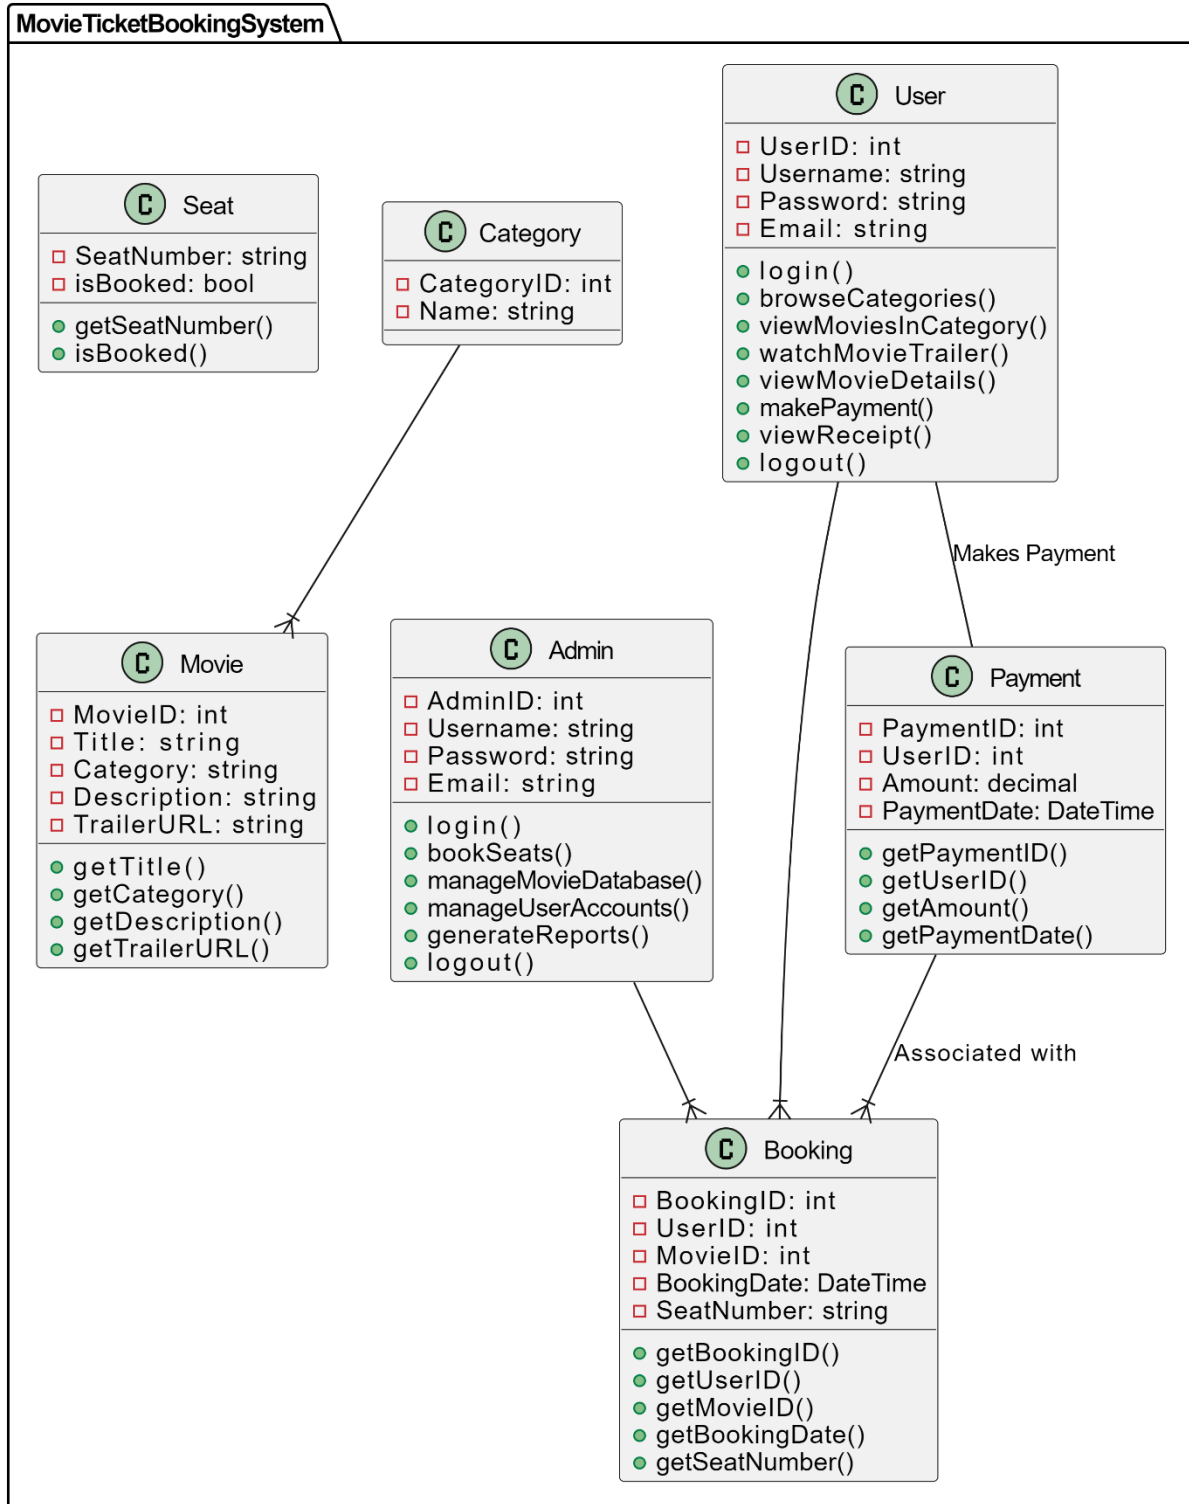 MovieTicketBookingSystem
C User
UserID: int
Username: string
Password: string
Email: string
login()
browseCategories()
viewMoviesInCategory()
watchMovieTrailer()
viewMovieDetails()
makePayment()
viewReceipt()
logout()
C Seat
SeatNumber: string
isBooked: bool
getSeatNumber()
isBooked()
C Category
CategoryID: int
Name: string
Makes Payment
C Movie
MovieID: int
Title: string
Category: string
Description: string
TrailerURL: string
getTitle()
getCategory()
getDescription()
getTrailerURL()
C Admin
AdminID: int
Username: string
Password: string
Email: string
login()
bookSeats()
manageMovieDatabase()
manageUserAccounts()
generateReports()
logout()
C Payment
PaymentID: int
UserID: int
Amount: decimal
PaymentDate: DateTime
getPaymentID()
getUserID()
getAmount()
getPaymentDate()
Associated with
C Booking
BookingID: int
UserID: int
MovieID: int
BookingDate: DateTime
SeatNumber: string
getBookingID()
getUserID()
getMovieID()
getBookingDate()
getSeatNumber()